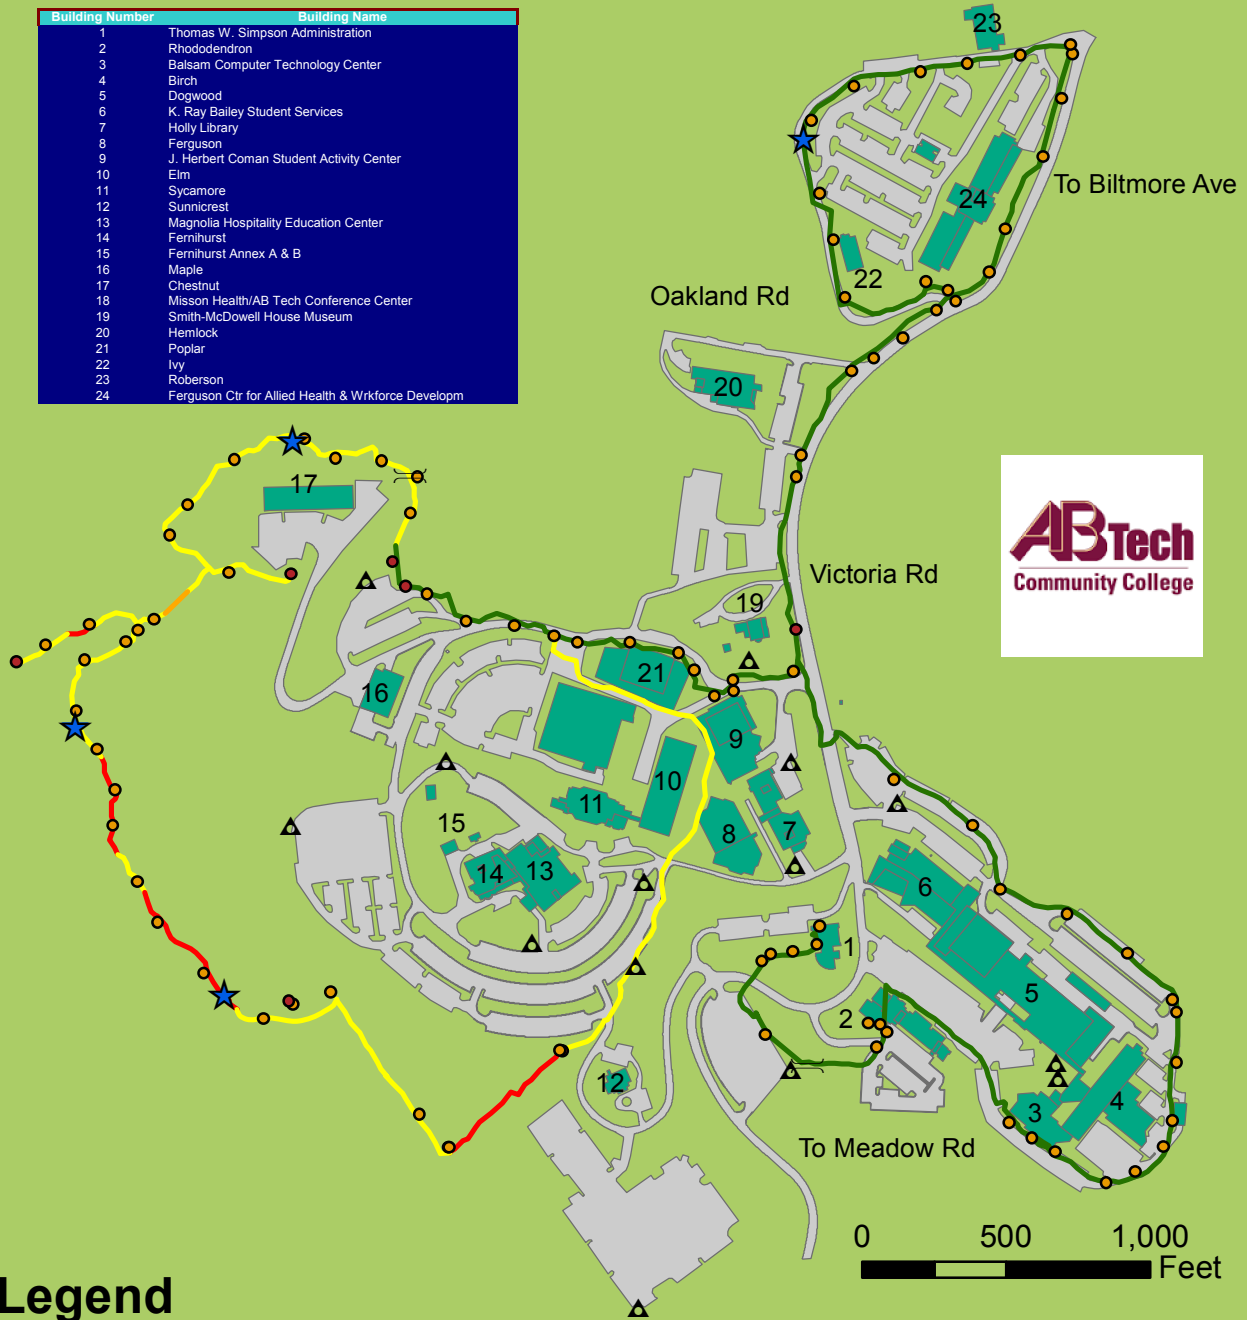 Building Number Building Name
1 Thomas W. Simpson Administration
2 Rhododendron
3 Balsam Computer Technology Center
4 Birch
5 Dogwood
6 K. Ray Bailey Student Services
7 Holly Library
8 Ferguson
9 J. Herbert Coman Student Activity Center
10 Elm
11 Sycamore
12 Sunnicrest
13 Magnolia Hospitality Education Center
14 Fernihurst
15 Fernihurst Annex A & B
16 Maple
17 Chestnut
18 Misson Health/AB Tech Conference Center
19 Smith-McDowell House Museum
20 Hemlock
21 Poplar
22 Ivy
23 Roberson
24 Ferguson Ctr for Allied Health & Wrkforce Developm
23
To Biltmore Ave
24
22
Oakland Rd
20
17
AB Tech
Community College
Victoria Rd
19
21
16
9
10
11
15
8
7
14
13
6
1
5
2
12
3
4
To Meadow Rd
0 500 1,000
Feet
Legend